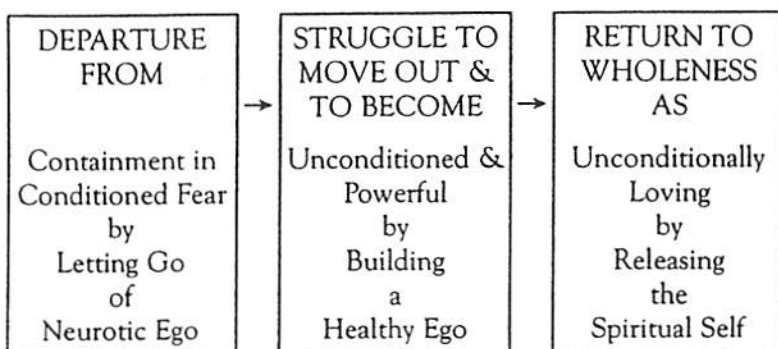 DEPARTURE
FROM
Containment in
Conditioned Fear
by
Letting Go
of
Neurotic Ego
→
STRUGGLE TO
MOVE OUT &
TO BECOME
Unconditioned &
Powerful
by
Building
a
Healthy Ego
→
RETURN TO
WHOLENESS
AS
Unconditionally
Loving
by
Releasing
the
Spiritual Self